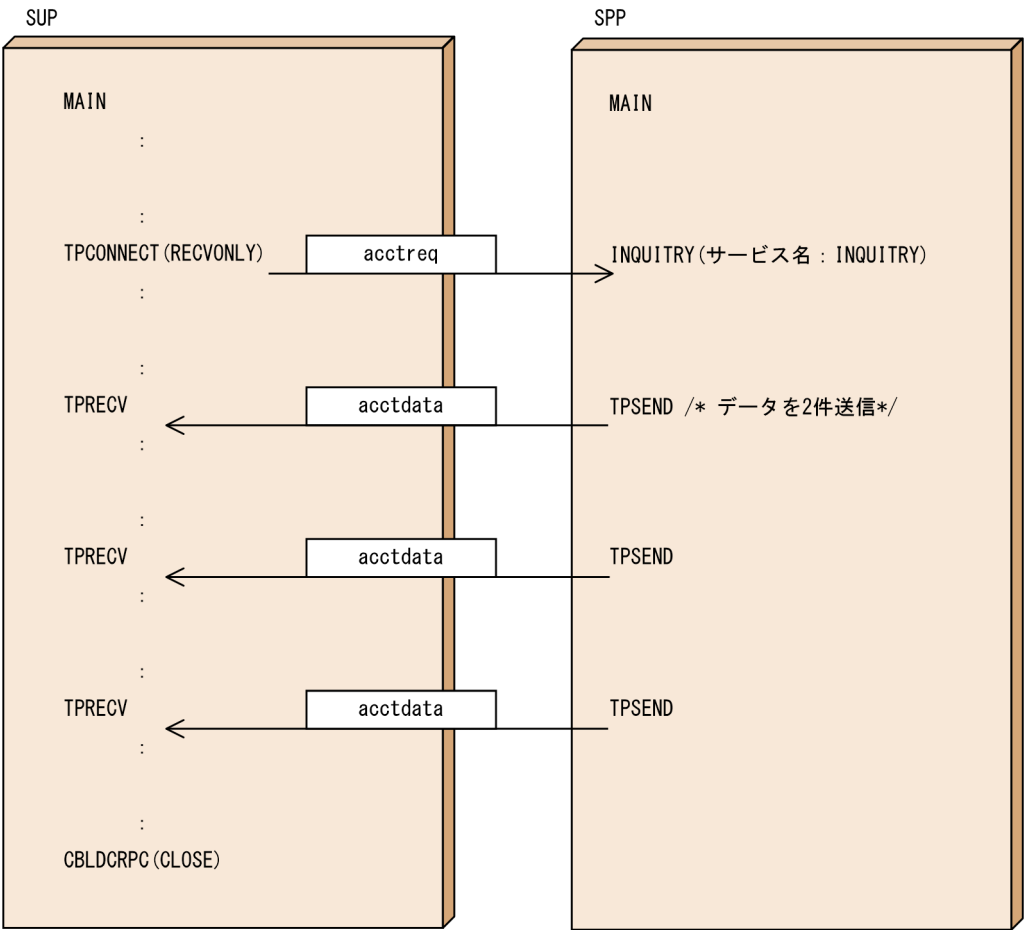 SUP
SPP
MAIN
MAIN
:
:
TPCONNECT(RECVONLY)
acctreq
INQUITRY(サービス名：INQUITRY)
:
:
TPRECV
acctdata
TPSEND /* データを2件送信*/
:
:
TPRECV
acctdata
TPSEND
:
:
TPRECV
acctdata
TPSEND
:
:
CBLDCRPC(CLOSE)